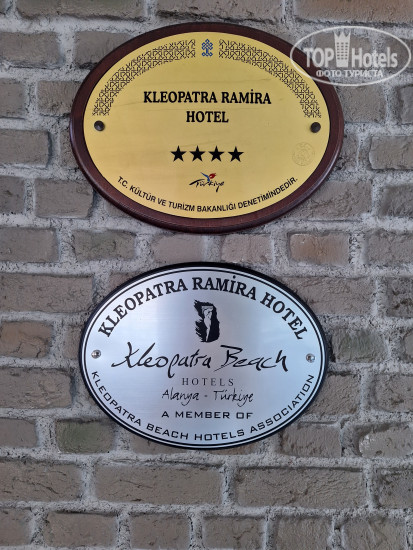 TOP Hotels
ФОТО ТУРИСТА
KLEOPATRA RAMİRA
HOTEL
★★★★
Türkiye
T.C. KÜLTÜR VE TURİZM BAKANLIĞI DENETİMİNDEDİR.
KLEOPATRA RAMİRA HOTEL
Kleopatra Beach
HOTELS
Alanya - Türkiye
A MEMBER OF
KLEOPATRA BEACH HOTELS ASSOCIATION